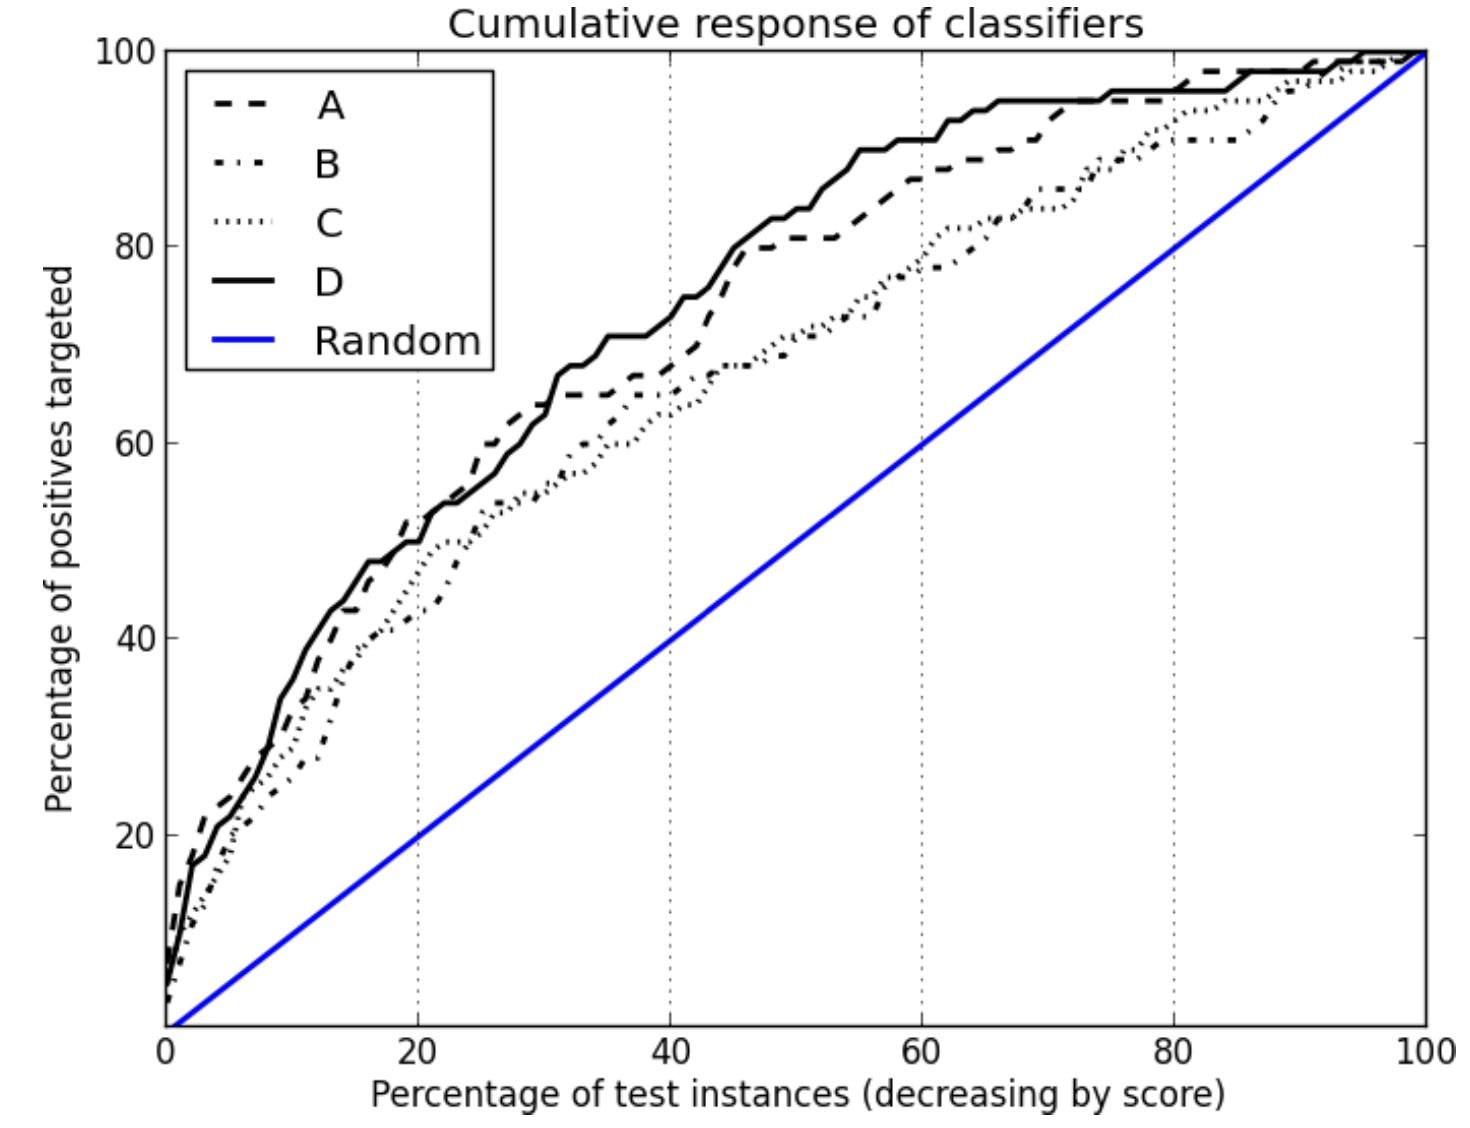 Cumulative response of classifiers
100
80
60
40
20
A
B
C
D
Random
Percentage of positives targeted
0 20 40 60 80 100
Percentage of test instances (decreasing by score)